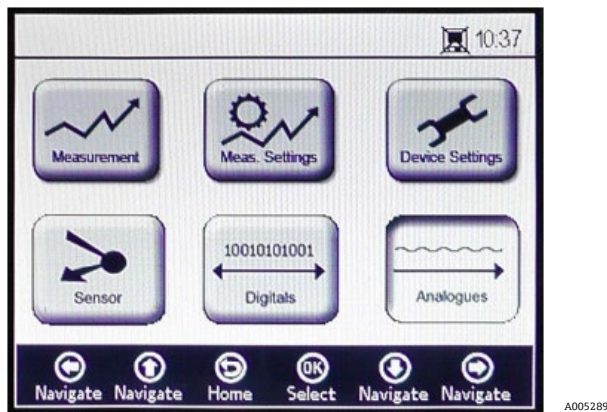 10:37
Measurement Meas. Settings Device Settings
10010101001
Sensor Digitals Analogues
OK
Navigate Navigate Home Select Navigate Navigate
A005289